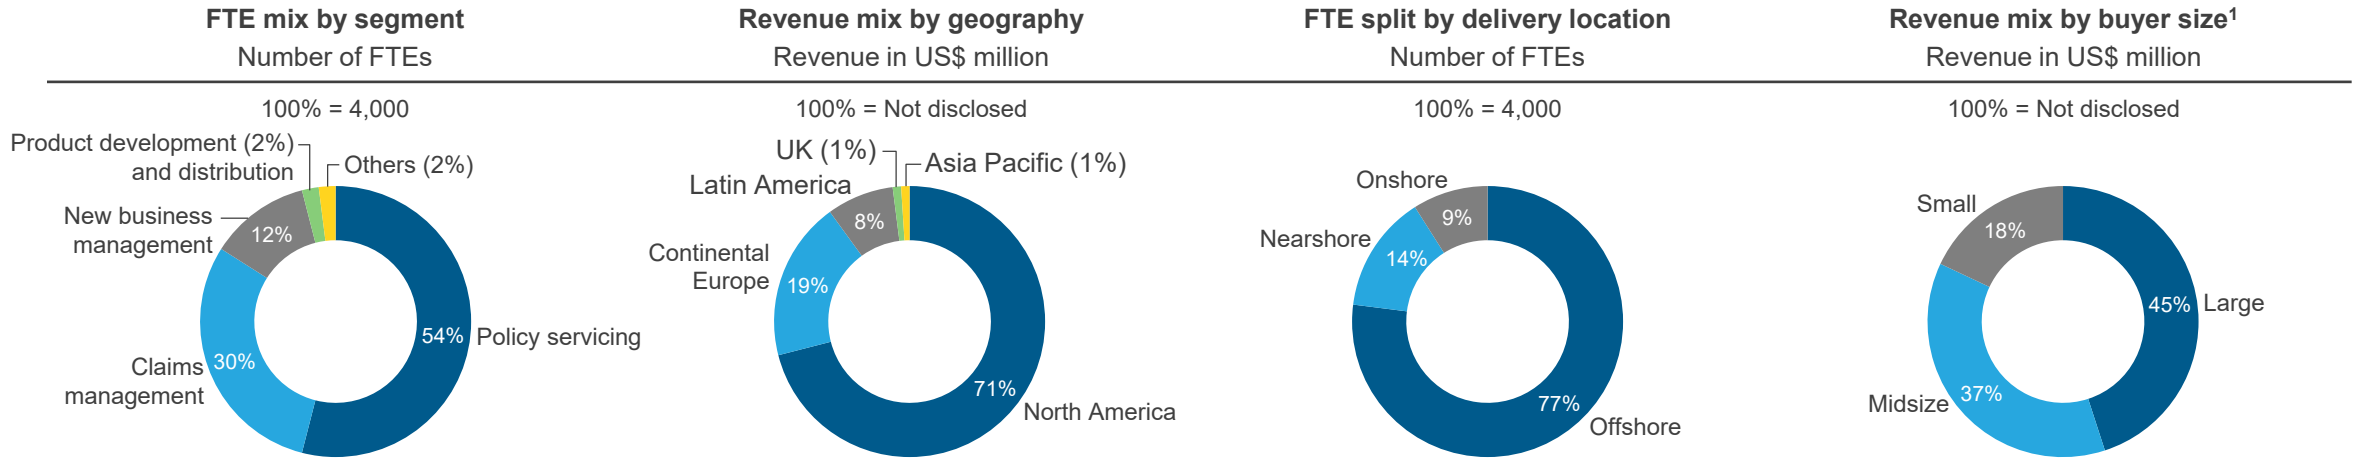 FTE mix by segment
Number of FTEs
100% = 4,000
Product development (2%)
and distribution
Others (2%)
New business
management
12%
Claims
management
30%
54%
Policy servicing
Revenue mix by geography
Revenue in US$ million
100% = Not disclosed
UK (1%)
Asia Pacific (1%)
Latin America
8%
Continental
Europe
19%
71%
North America
FTE split by delivery location
Number of FTEs
100% = 4,000
Onshore
9%
Nearshore
14%
77%
Offshore
Revenue mix by buyer size¹
Revenue in US$ million
100% = Not disclosed
Small
18%
45%
Large
Midsize
37%